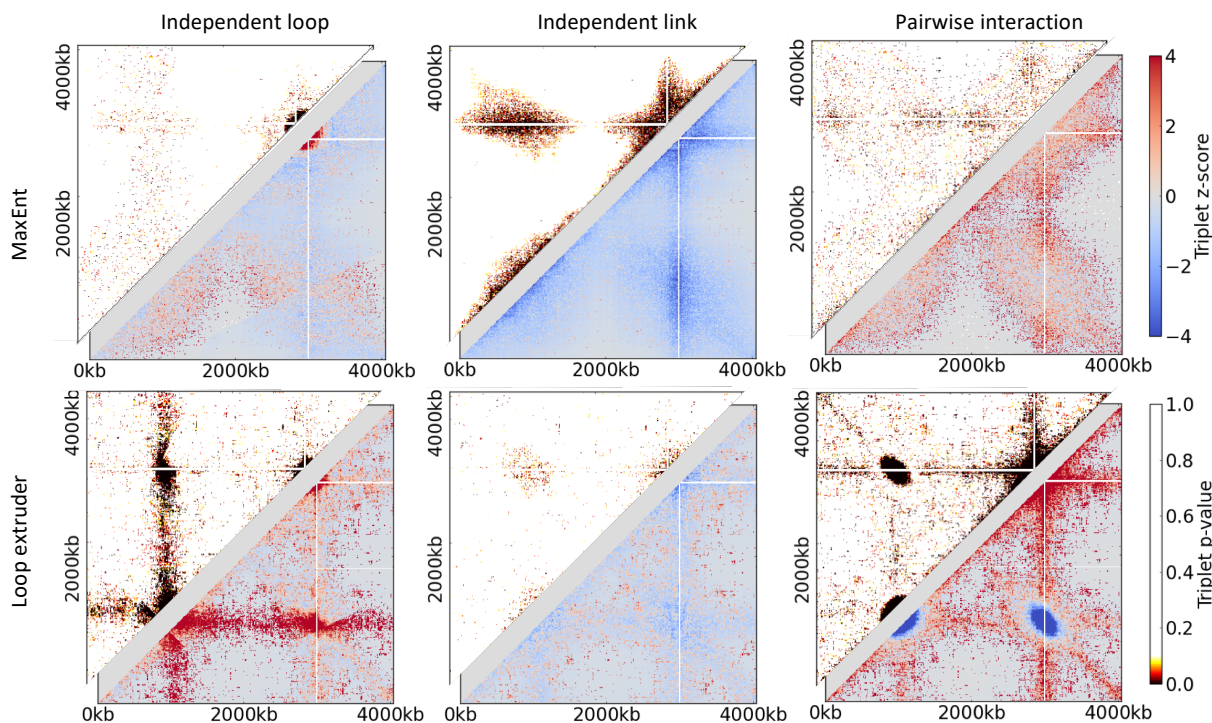 Independent loop
Independent link
Pairwise interaction
MaxEnt
4000kb
2000kb
0kb
2000kb
4000kb
4000kb
2000kb
0kb
2000kb
4000kb
4000kb
2000kb
0kb
2000kb
4000kb
4
2
0
−2
−4
Triplet z-score
Loop extruder
4000kb
2000kb
0kb
2000kb
4000kb
4000kb
2000kb
0kb
2000kb
4000kb
4000kb
2000kb
0kb
2000kb
4000kb
1.0
0.8
0.6
0.4
0.2
0.0
Triplet p-value